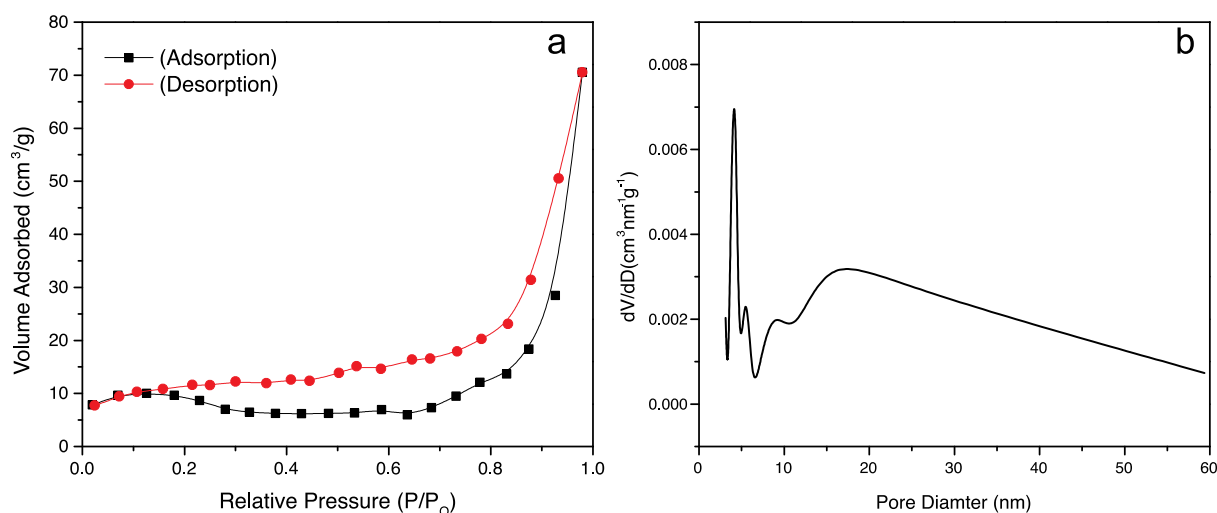 a
(Adsorption)
(Desorption)
80
70
60
50
40
30
20
10
0
0.0 0.2 0.4 0.6 0.8 1.0
Volume Adsorbed (cm³/g)
Relative Pressure (P/P_O)
b
0.008
0.006
0.004
0.002
0.000
0 5 10 20 30 40 50 60
dV/dD(cm³nm⁻¹g⁻¹)
Pore Diamter (nm)